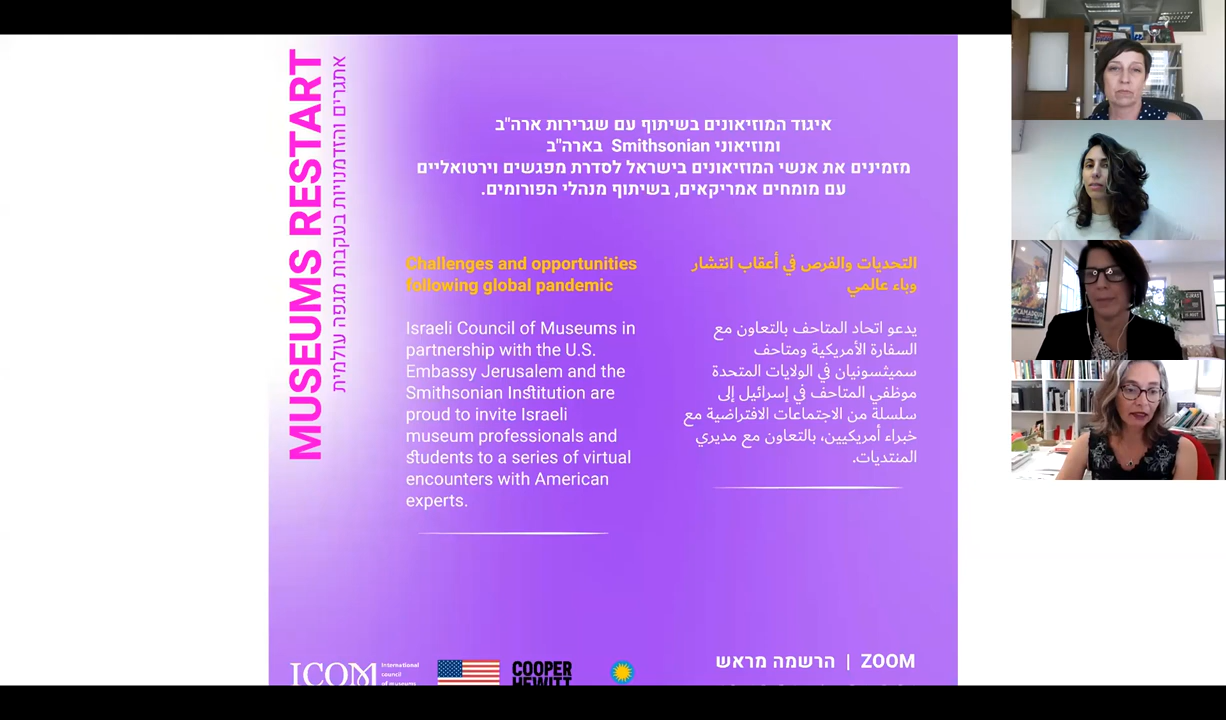 MUSEUMS RESTART
אתגרים והזדמנויות בעקבות מגפה עולמית
איגוד המוזיאונים בשיתוף עם שגרירות ארה"ב
ומוזיאוני Smithsonian בארה"ב
מזמינים את אנשי המוזיאונים בישראל לסדרת מפגשים וירטואליים
עם מומחים אמריקאים, בשיתוף מנהלי הפורומים.
Challenges and opportunities
following global pandemic
Israeli Council of Museums in
partnership with the U.S.
Embassy Jerusalem and the
Smithsonian Institution are
proud to invite Israeli
museum professionals and
students to a series of virtual
encounters with American
experts.
التحديات والفرص في أعقاب انتشار
وباء عالمي
يدعو اتحاد المتاحف بالتعاون مع
السفارة الأمريكية ومتاحف
سميثسونيان في الولايات المتحدة
موظفي المتاحف في إسرائيل إلى
سلسلة من الاجتماعات الافتراضية مع
خبراء أمريكيين، بالتعاون مع مديري
المنتديات.
ZOOM | הרשמה מראש
ICOM
international
council
of museums
COOPER
HEWITT